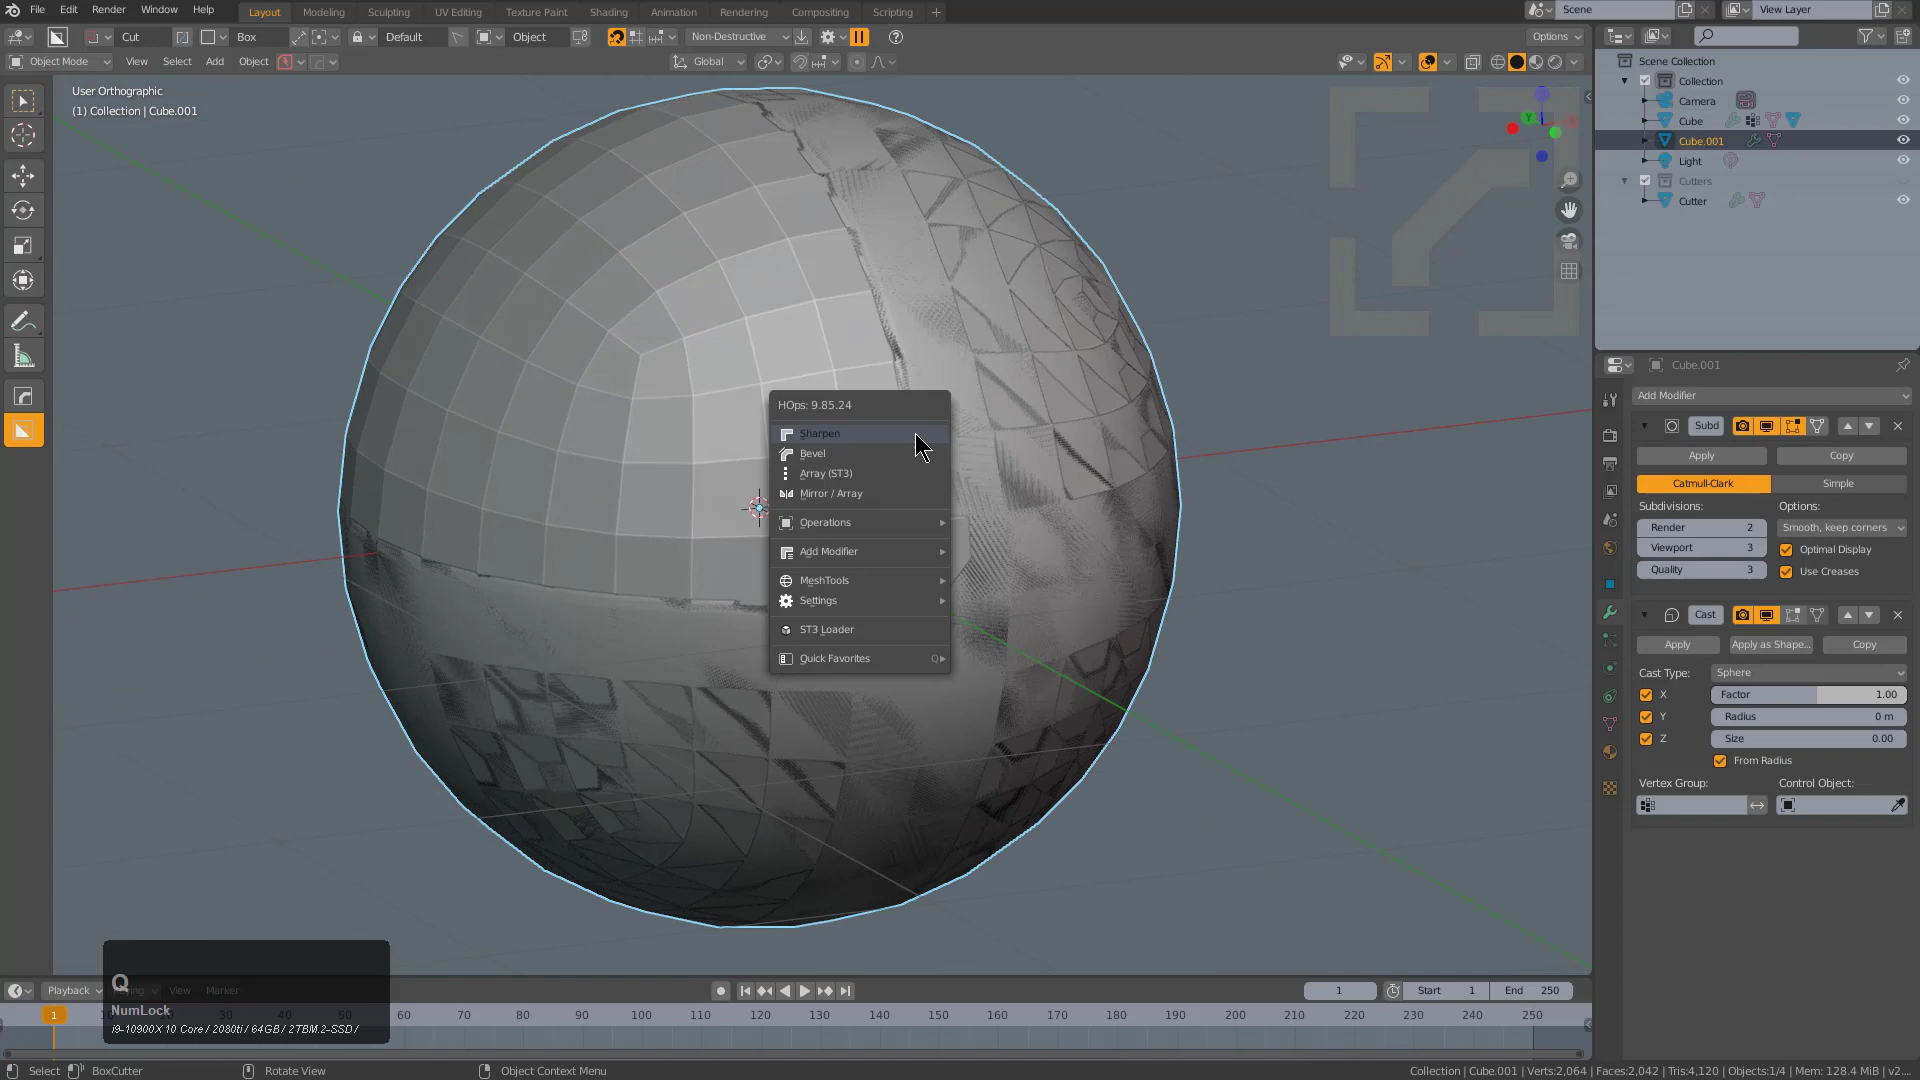 File Edit Render Window Help
Layout Modeling Sculpting UV Editing Texture Paint Shading Animation Rendering Compositing Scripting +
Scene
View Layer
Cut Box Default Object Non-Destructive Options
Object Mode View Select Add Object Global
User Orthographic
(1) Collection | Cube.001
Y
Scene Collection
Collection
Camera
Cube
Cube.001
Light
Cutters
Cutter
Cube.001
Add Modifier
Subd
Apply Copy
Catmull-Clark Simple
Subdivisions: Options:
Render 2 Smooth, keep corners
Viewport 3 Optimal Display
Quality 3 Use Creases
Cast
Apply Apply as Shape... Copy
Cast Type: Sphere
X Factor 1.00
Y Radius 0 m
Z Size 0.00
From Radius
Vertex Group: Control Object:
HOps: 9.85.24
Sharpen
Bevel
Array (ST3)
Mirror / Array
Operations
Add Modifier
MeshTools
Settings
ST3 Loader
Quick Favorites Q
Q
NumLock
i9-10900X 10 Core / 2080ti / 64GB / 2TBM.2-SSD /
Playback View Marker
1 Start 1 End 250
1 60 70 80 90 100 110 120 130 140 150 160 170 180 190 200 210 220 230 240 250
Select BoxCutter Rotate View Object Context Menu
Collection | Cube.001 | Verts:2,064 | Faces:2,042 | Tris:4,120 | Objects:1/4 | Mem: 128.4 MiB | v2....